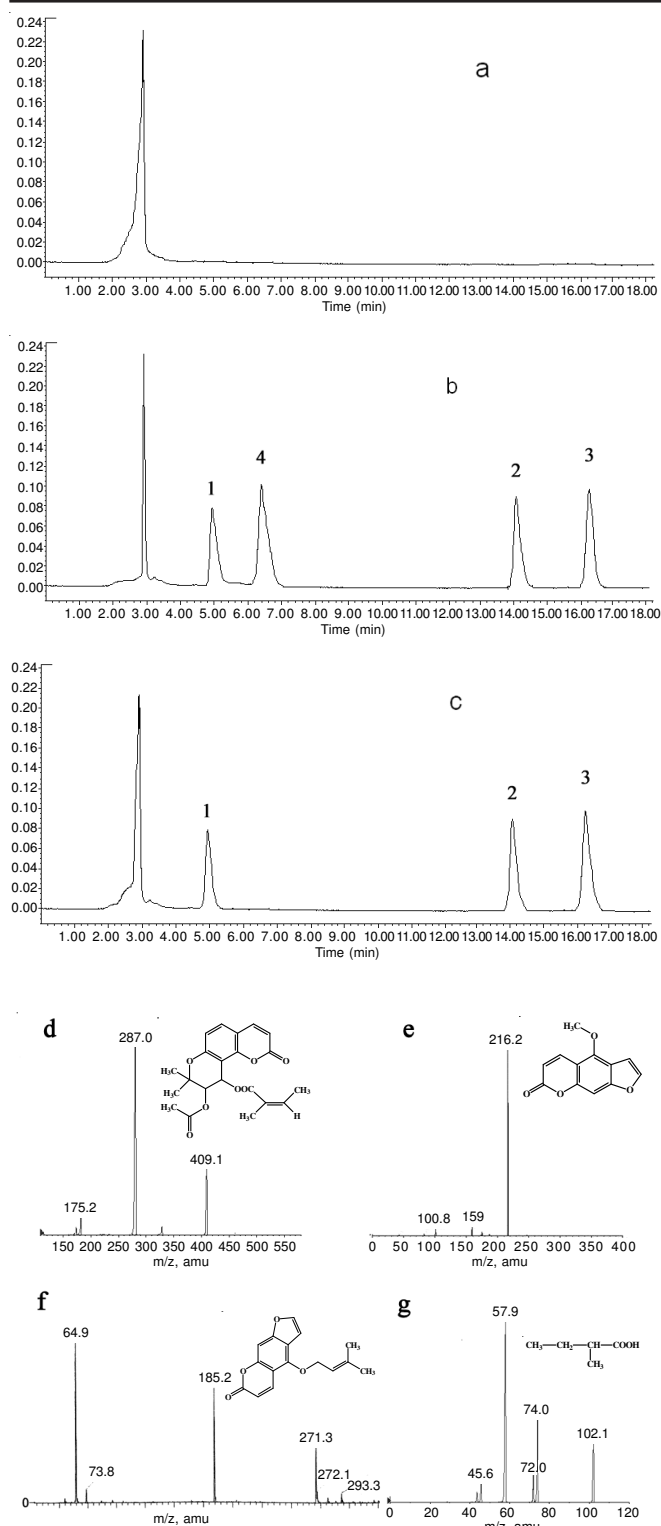 a
0.24
0.22
0.20
0.18
0.16
0.14
0.12
0.10
0.08
0.06
0.04
0.02
0.00
1.00 2.00 3.00 4.00 5.00 6.00 7.00 8.00 9.00 10.00 11.00 12.00 13.00 14.00 15.00 16.00 17.00 18.00
Time (min)
b
0.24
0.22
0.20
0.18
0.16
0.14
0.12
0.10
0.08
0.06
0.04
0.02
0.00
1 4 2 3
1.00 2.00 3.00 4.00 5.00 6.00 7.00 8.00 9.00 10.00 11.00 12.00 13.00 14.00 15.00 16.00 17.00 18.00
Time (min)
c
0.24
0.22
0.20
0.18
0.16
0.14
0.12
0.10
0.08
0.06
0.04
0.02
0.00
1 2 3
1.00 2.00 3.00 4.00 5.00 6.00 7.00 8.00 9.00 10.00 11.00 12.00 13.00 14.00 15.00 16.00 17.00 18.00
Time (min)
d
287.0
409.1
175.2
O O
O
H₃C
H₃C
OOC CH₃
H₃C O
H₃C H
O
150 200 250 300 350 400 450 500 550
m/z, amu
e
216.2
H₃C
O
O O O
100.8 159
0 50 100 150 200 250 300 350 400
m/z, amu
f
64.9
185.2
73.8
271.3
272.1
293.3
O
CH₃
O O O CH₃
0
m/z, amu
g
57.9
CH₃—CH₂—CH—COOH
CH₃
74.0
102.1
72.0
45.6
0 20 40 60 80 100 120
m/z, amu